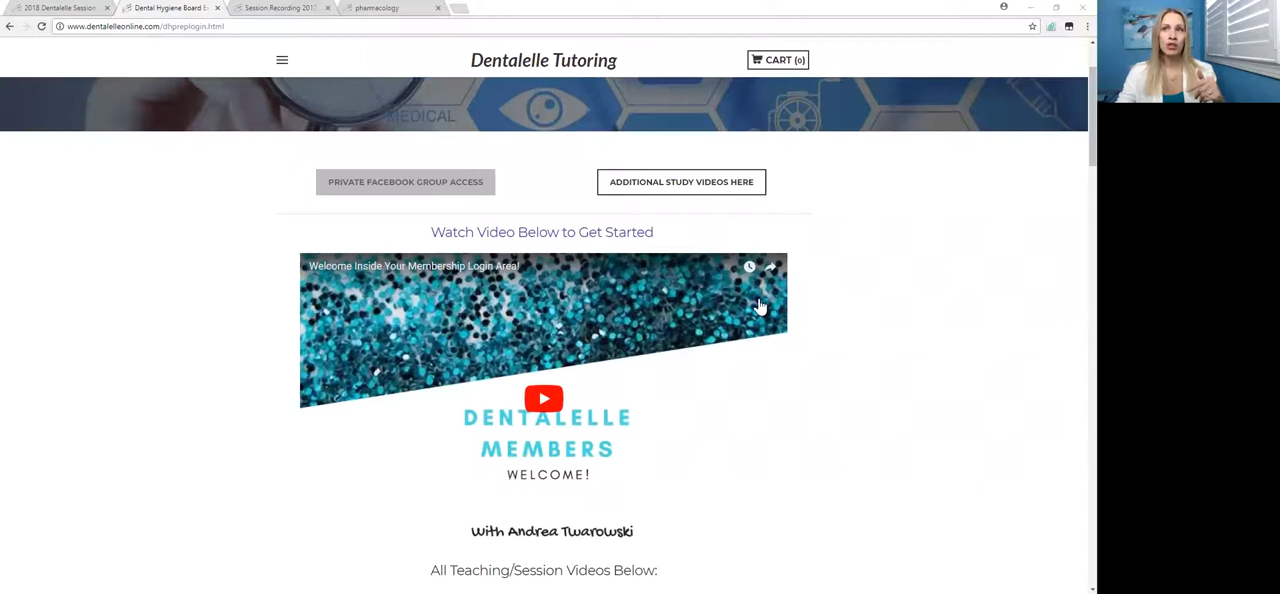 2018 Dentalelle Session
Dental Hygiene Board E
Session Recording 2017
pharmacology
www.dentalelleonline.com/dhpreplogin.html
Dentalelle Tutoring
CART (0)
MEDICAL
PRIVATE FACEBOOK GROUP ACCESS
ADDITIONAL STUDY VIDEOS HERE
Watch Video Below to Get Started
Welcome Inside Your Membership Login Area!
DENTALELLE
MEMBERS
WELCOME!
With Andrea Twarowski
All Teaching/Session Videos Below: